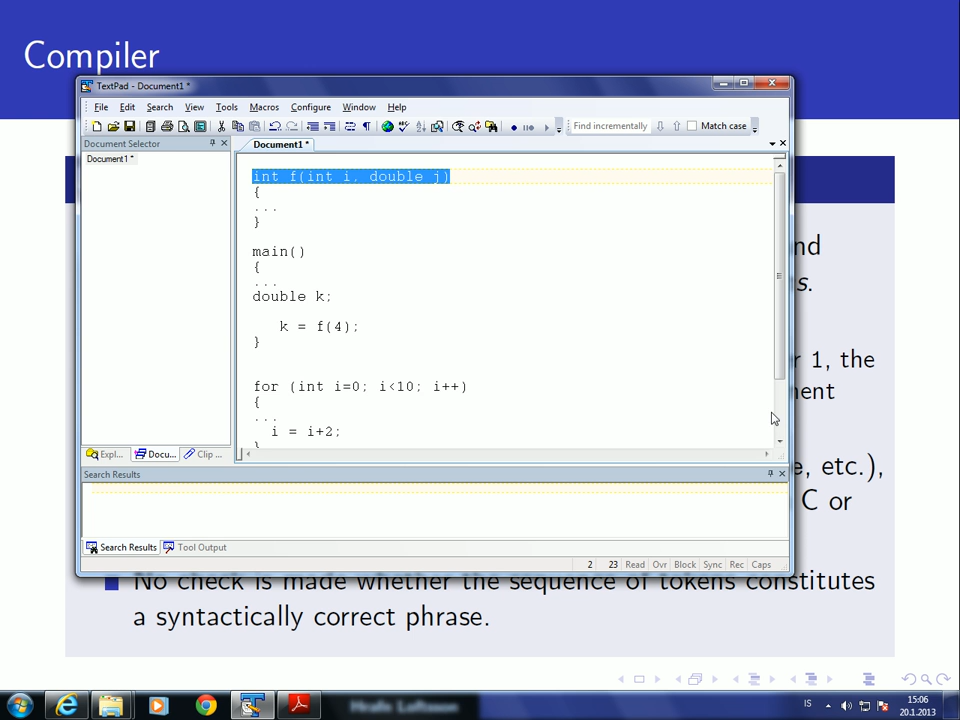 Compiler
TextPad - Document1 *
File Edit Search View Tools Macros Configure Window Help
Find incrementally Match case
Document Selector
Document1 *
Document1 *
int f(int i, double j)
{
...
}
main()
{
...
double k;
k = f(4);
}
for (int i=0; i<10; i++)
{
...
i = i+2;
}
nd
s.
r 1, the
nent
e, etc.),
C or
Expl... Docu... Clip ...
Search Results
Search Results Tool Output
2 23 Read Ovr Block Sync Rec Caps
No check is made whether the sequence of tokens constitutes
a syntactically correct phrase.
Hrafn Loftsson
IS
15:06
20.1.2013